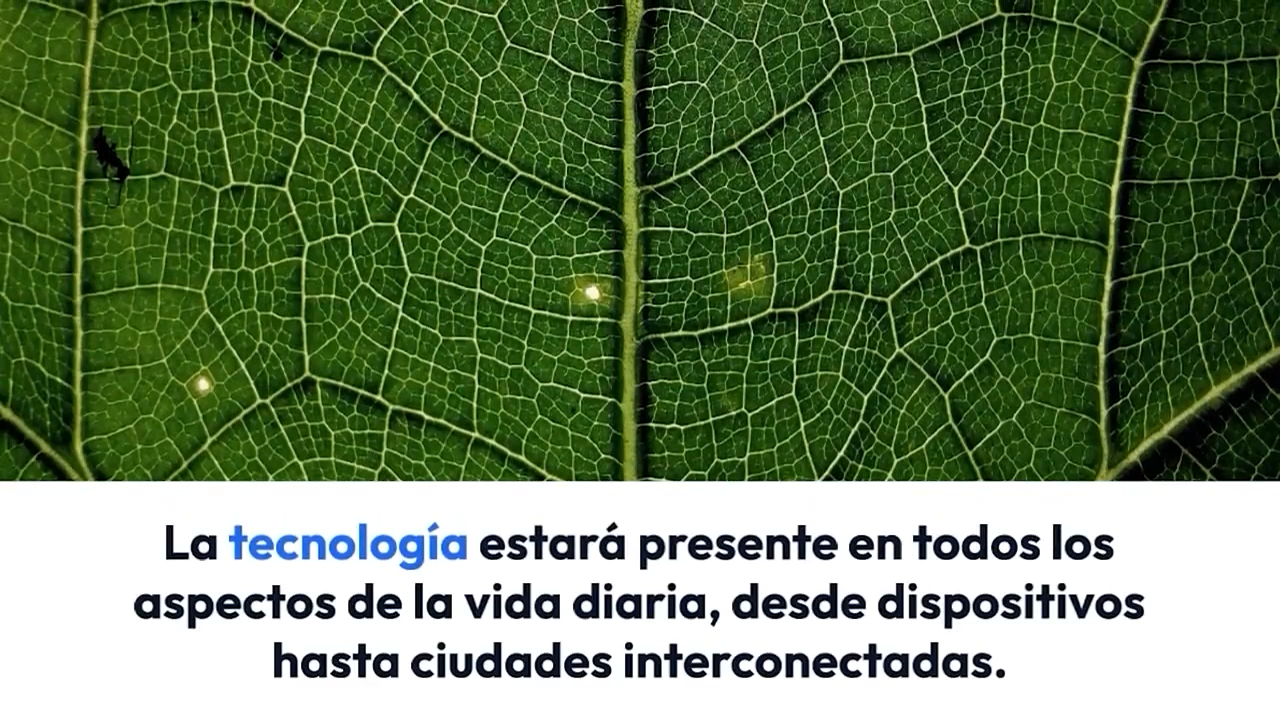 La tecnología estará presente en todos los
aspectos de la vida diaria, desde dispositivos
hasta ciudades interconectadas.